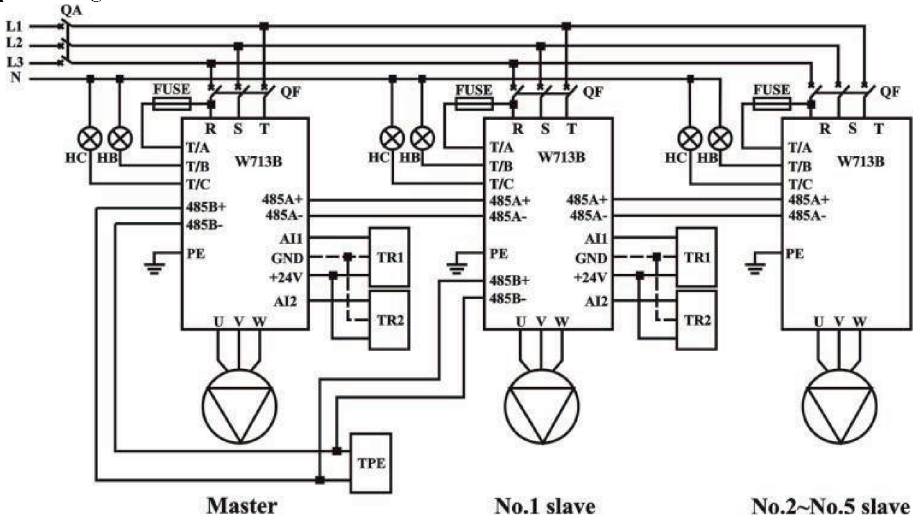 QA
L1
L2
L3
N
FUSE QF FUSE QF FUSE QF
R S T R S T R S T
HC HB T/A W713B HC HB T/A W713B HC HB T/A W713B
T/B T/B T/B
T/C T/C T/C
485B+ 485A+ 485A+ 485A+ 485A+
485B- 485A- 485A- 485A- 485A-
AI1 AI1
PE GND TR1 PE GND TR1 PE
+24V 485B+ +24V
AI2 TR2 485B- AI2 TR2
U V W U V W U V W
TPE
Master No.1 slave No.2~No.5 slave